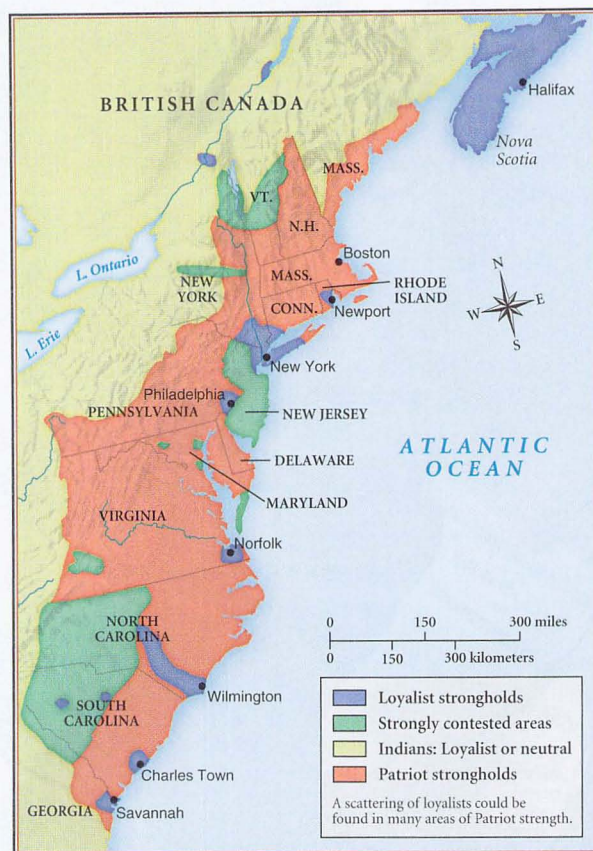 BRITISH CANADA
Halifax
Nova
Scotia
MASS.
VT.
N.H.
L. Ontario
Boston
MASS.
RHODE
ISLAND
NEW
YORK
CONN.
Newport
L. Erie
New York
Philadelphia
PENNSYLVANIA
NEW JERSEY
N
W
E
S
ATLANTIC
OCEAN
DELAWARE
MARYLAND
VIRGINIA
Norfolk
NORTH
CAROLINA
Wilmington
SOUTH
CAROLINA
Charles Town
GEORGIA
Savannah
0 150 300 miles
0 150 300 kilometers
Loyalist strongholds
Strongly contested areas
Indians: Loyalist or neutral
Patriot strongholds
A scattering of loyalists could be
found in many areas of Patriot strength.